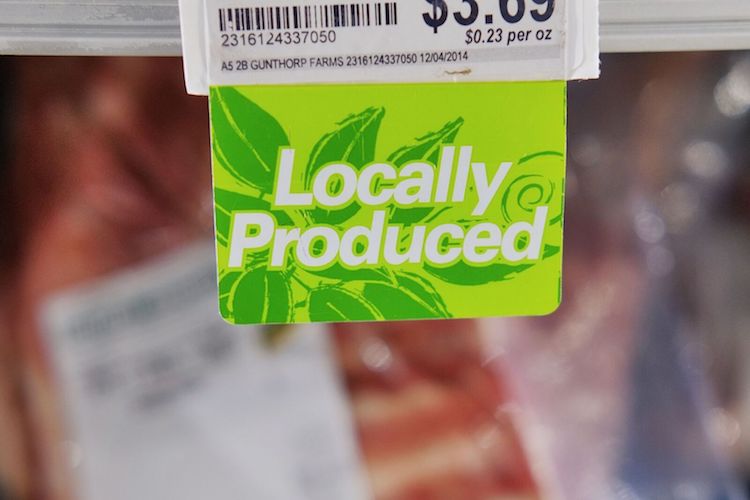 $3.69
2316124337050
$0.23 per oz
A5 2B GUNTHORP FARMS 2316124337050 12/04/2014
Locally
Produced